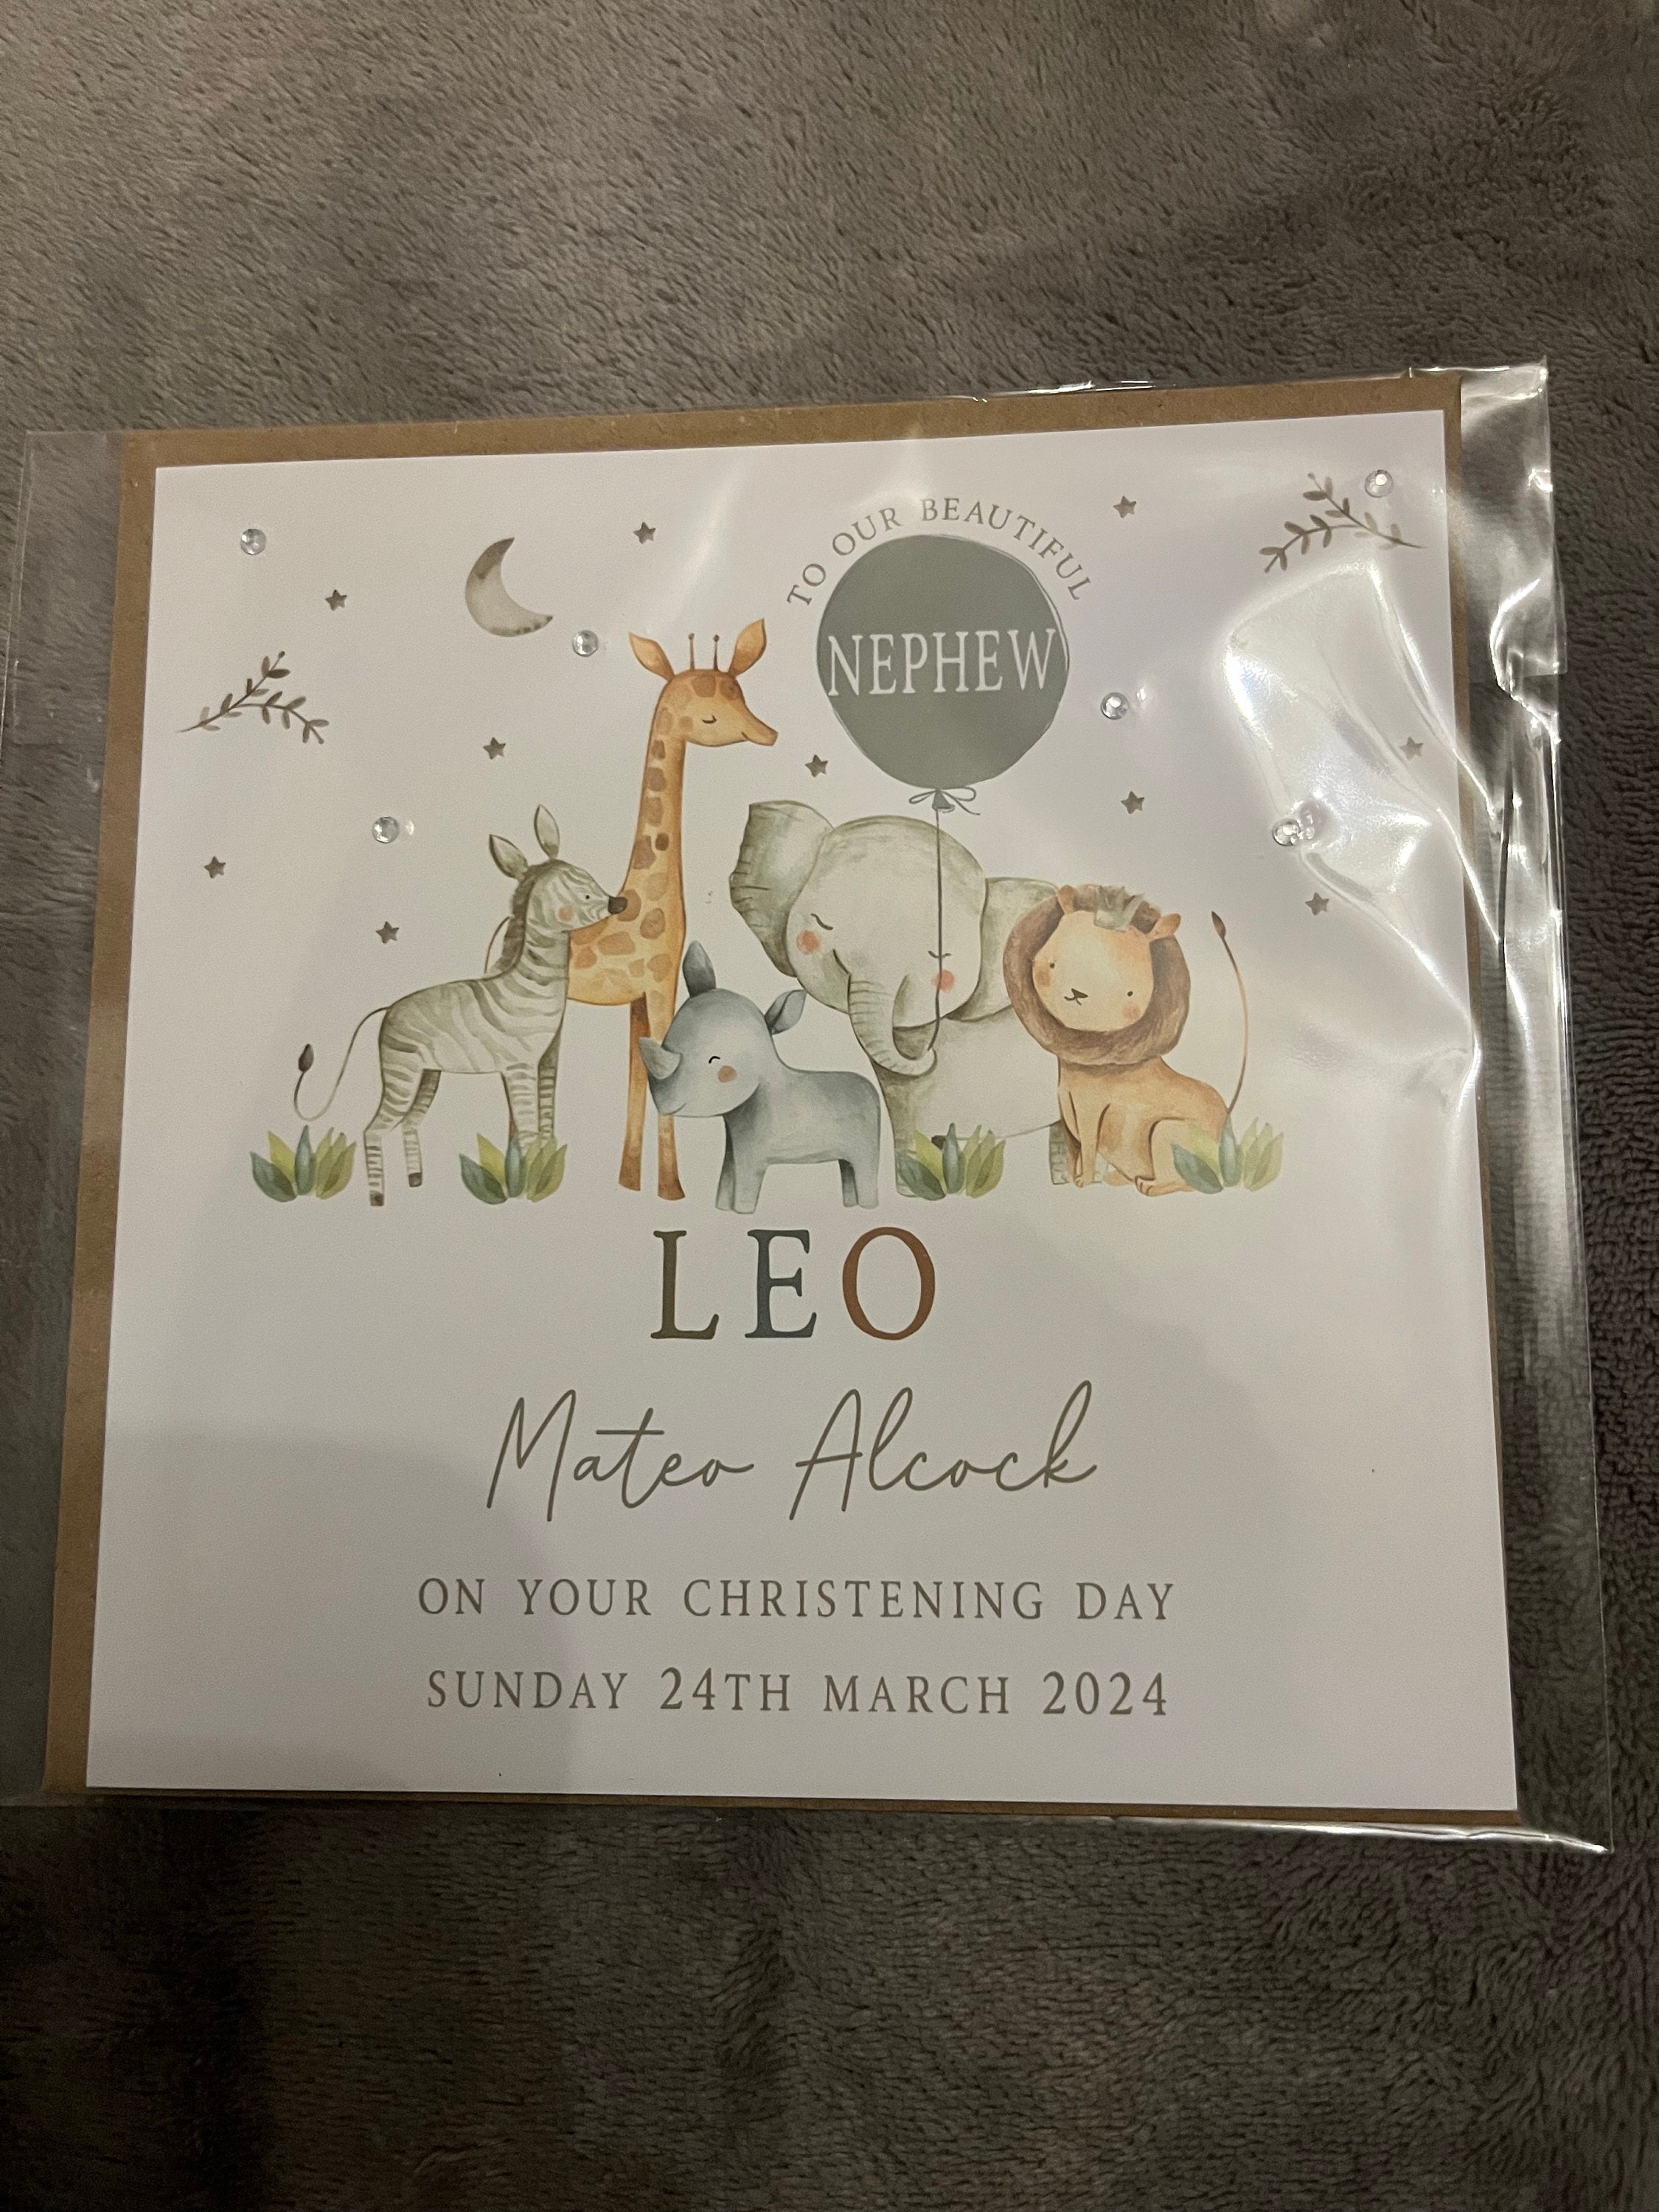 TO OUR BEAUTIFUL
NEPHEW
LEO
Mateo Alcock
ON YOUR CHRISTENING DAY
SUNDAY 24TH MARCH 2024